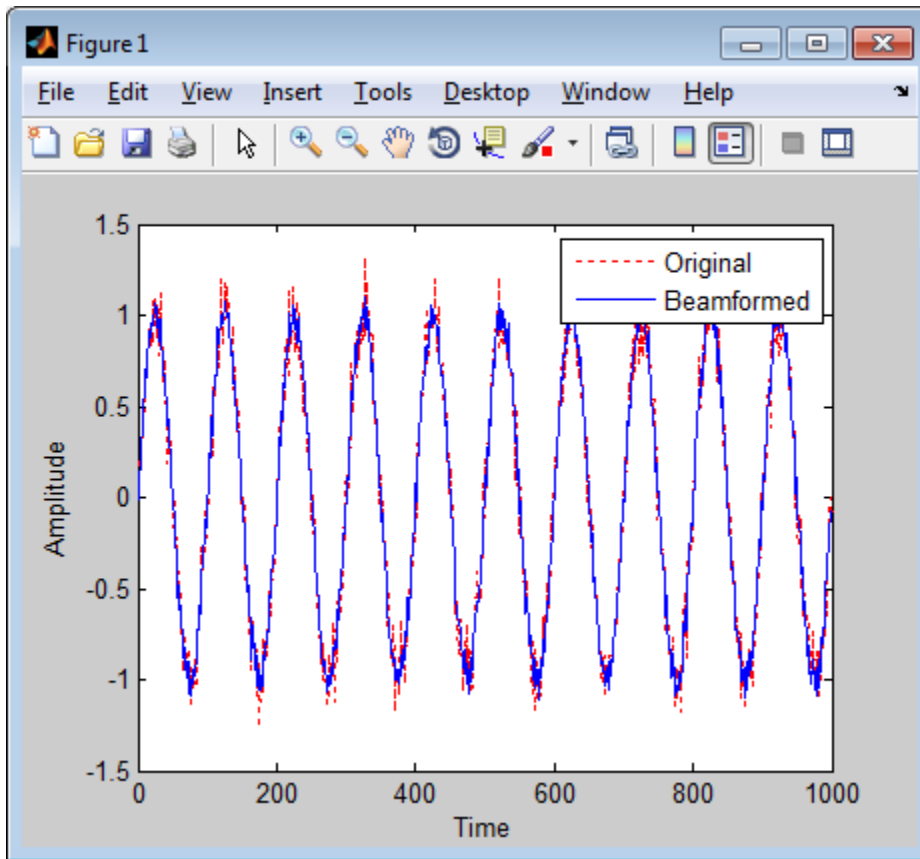 Figure 1
File Edit View Insert Tools Desktop Window Help
Original
Beamformed
1.5
1
0.5
0
-0.5
-1
-1.5
Amplitude
0 200 400 600 800 1000
Time